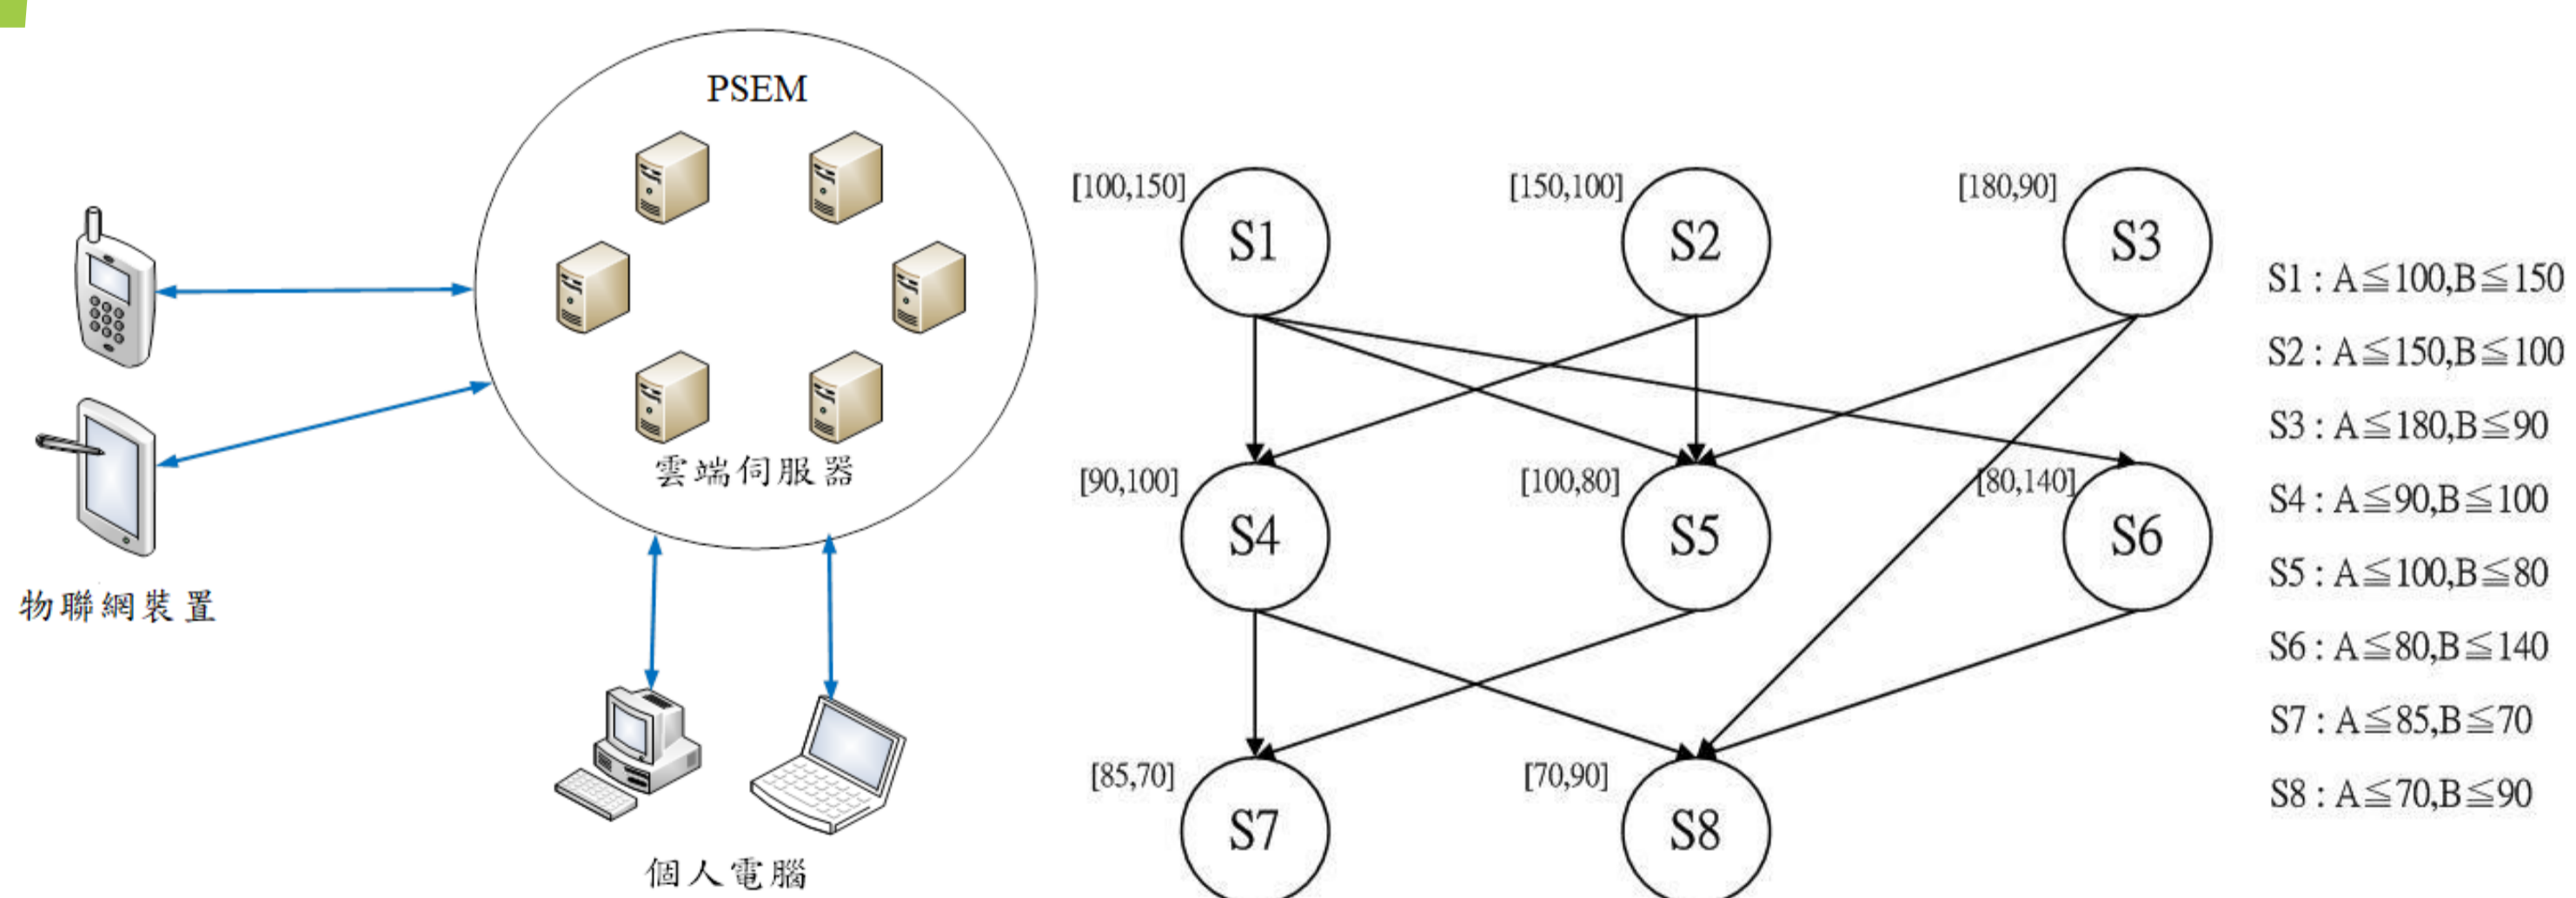 PSEM
雲端伺服器
物聯網裝置
個人電腦
[100,150]
S1
[150,100]
S2
[180,90]
S3
[90,100]
S4
[100,80]
S5
[80,140]
S6
[85,70]
S7
[70,90]
S8
S1 : A≦100,B≦150
S2 : A≦150,B≦100
S3 : A≦180,B≦90
S4 : A≦90,B≦100
S5 : A≦100,B≦80
S6 : A≦80,B≦140
S7 : A≦85,B≦70
S8 : A≦70,B≦90